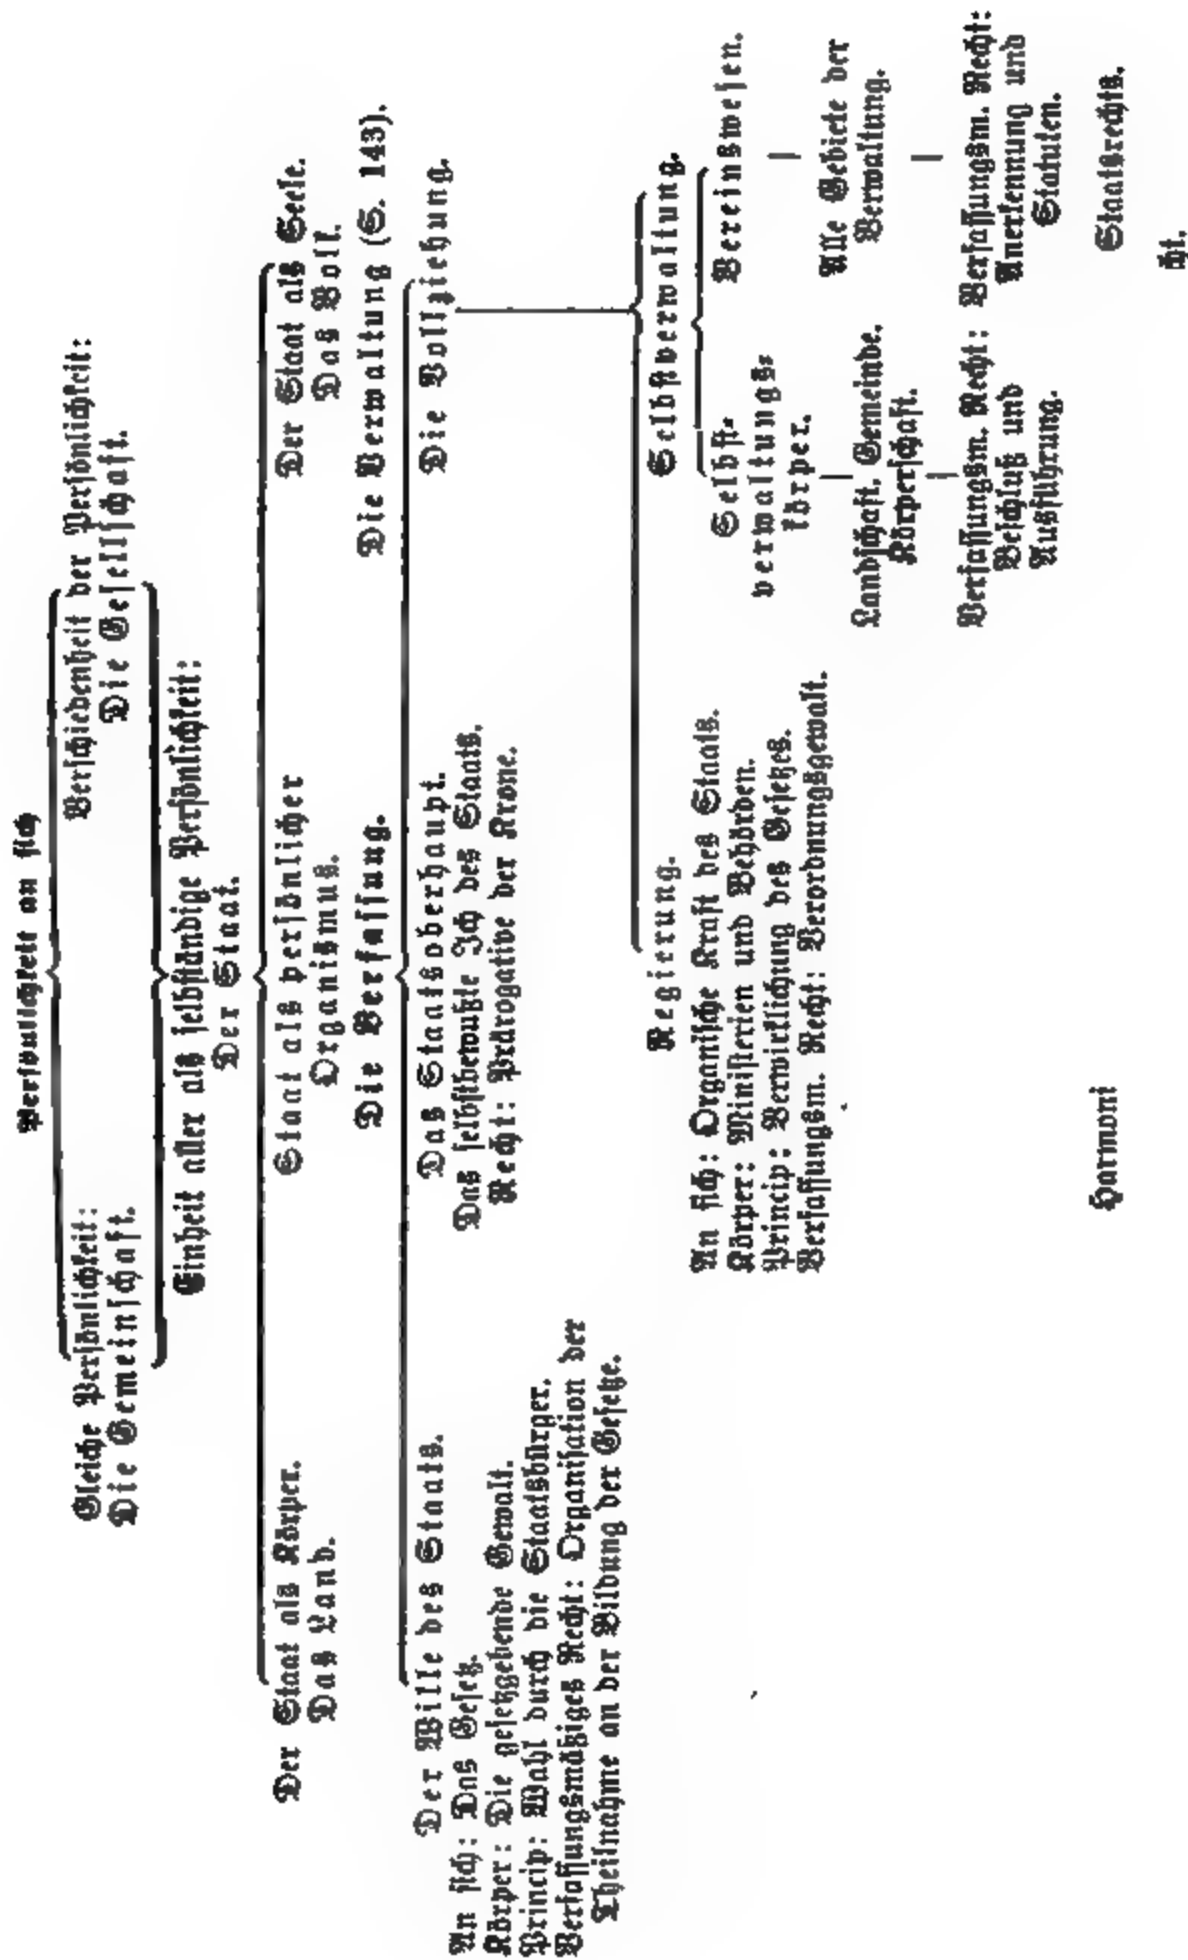 Persönlichkeit an sich
Gleiche Persönlichkeit:
Die Gemeinschaft.
Verschiedenheit der Persönlichkeit:
Die Gesellschaft.
Einheit aller als selbständige Persönlichkeit:
Der Staat.
Der Staat als Körper.
Das Land.
Staat als persönlicher
Organismus.
Der Staat als Seele.
Das Volk.
Die Verfassung.
Die Verwaltung (S. 143).
Der Wille des Staats.
An sich: Das Gesetz.
Körper: Die gesetzgebende Gewalt.
Princip: Wahl durch die Staatsbürger.
Verfassungsmäßiges Recht: Organisation der
Theilnahme an der Bildung der Gesetze.
Das Staatsoberhaupt.
Das selbstbewußte Ich des Staats.
Recht: Prärogative der Krone.
Die Vollziehung.
Regierung.
An sich: Organische Kraft des Staats.
Körper: Ministerien und Behörden.
Princip: Verwirklichung des Gesetzes.
Verfassungsm. Recht: Verordnungsgewalt.
Selbstverwaltung.
Selbst-
verwaltungs-
körper.
Landschaft. Gemeinde.
Körperschaft.
Verfassungsm. Recht:
Beschluß und
Ausführung.
Vereinswesen.
Alle Gebiete der
Verwaltung.
Verfassungsm. Recht:
Anerkennung und
Statuten.
Harmoni
Staatsrechts.
cht.